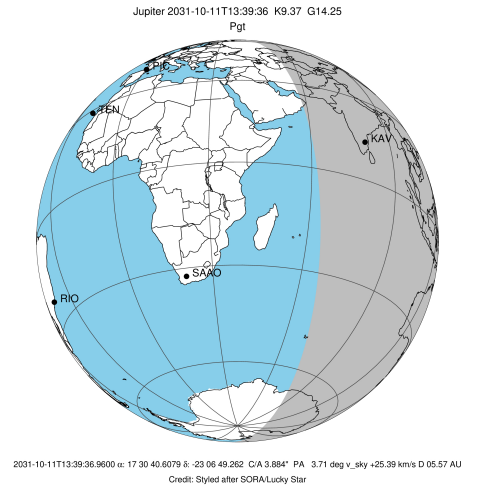 Jupiter 2031-10-11T13:39:36 K9.37 G14.25
Pgt
PIC
TEN
KAV
SAAO
RIO
2031-10-11T13:39:36.9600 α: 17 30 40.6079 δ: -23 06 49.262 C/A 3.884" PA 3.71 deg v_sky +25.39 km/s D 05.57 AU
Credit: Styled after SORA/Lucky Star